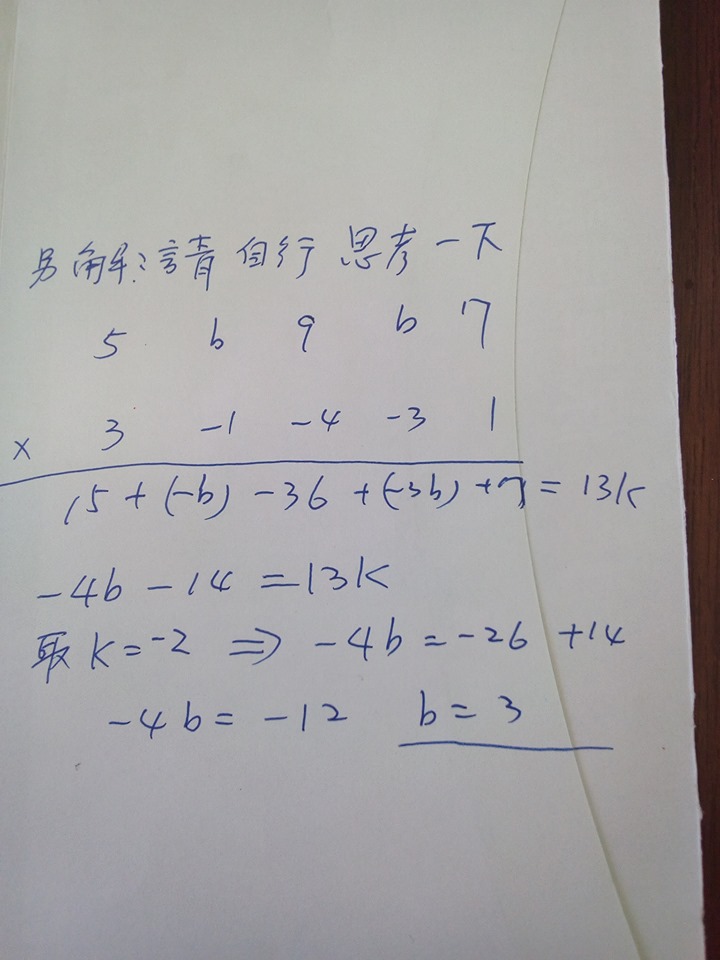 另解:請自行思考一下
5 b 9 b 7
× 3 -1 -4 -3 1
15 + (-b) - 36 + (-3b) + 7 = 13k
-4b - 14 = 13k
取 k = -2 ⇒ -4b = -26 + 14
-4b = -12 b = 3